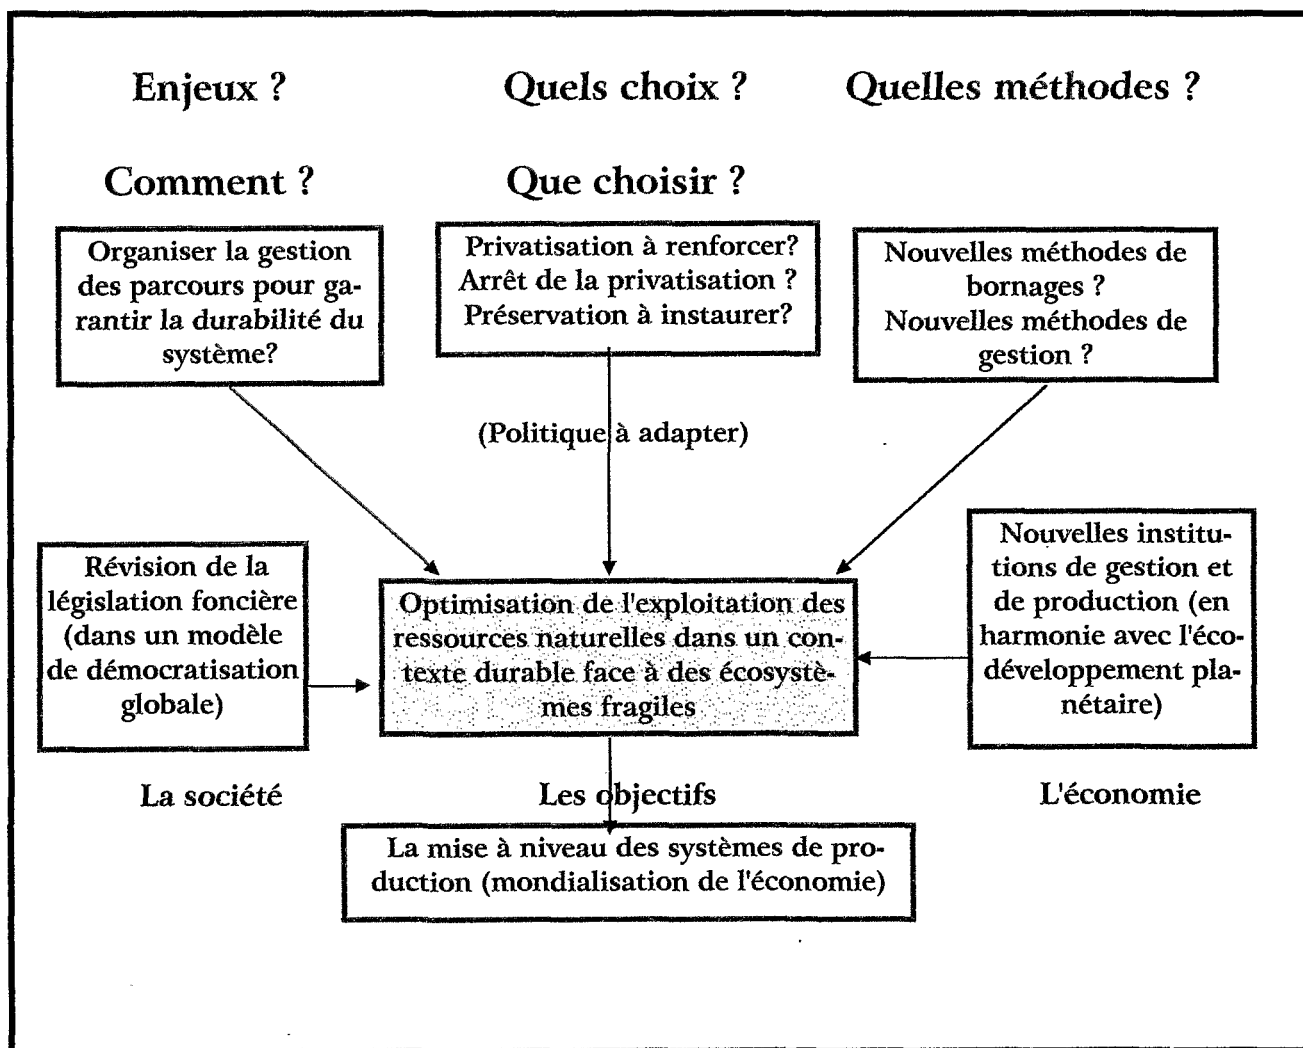 Enjeux ?
Quels choix ?
Quelles méthodes ?
Comment ?
Que choisir ?
Organiser la gestion
des parcours pour ga-
rantir la durabilité du
système?
Privatisation à renforcer?
Arrêt de la privatisation ?
Préservation à instaurer?
Nouvelles méthodes de
bornages ?
Nouvelles méthodes de
gestion ?
(Politique à adapter)
Révision de la
législation foncière
(dans un modèle
de démocratisation
globale)
Optimisation de l'exploitation des
ressources naturelles dans un con-
texte durable face à des écosystè-
mes fragiles
Nouvelles institu-
tions de gestion et
de production (en
harmonie avec l'éco-
développement pla-
nétaire)
La société
Les objectifs
L'économie
La mise à niveau des systèmes de pro-
duction (mondialisation de l'économie)